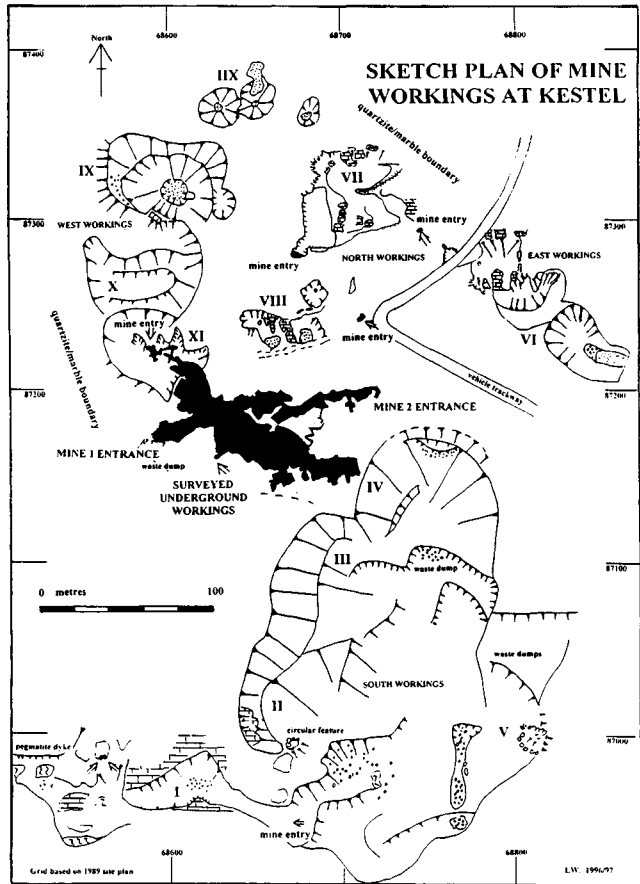 68600
68700
68800
87400
87400
North
IIX
SKETCH PLAN OF MINE
WORKINGS AT KESTEL
quartzite/marble boundary
IX
VII
WEST WORKINGS
87300
mine entry
87300
NORTH WORKINGS
EAST WORKINGS
mine entry
X
VIII
mine entry
XI
mine entry
VI
quartzite/marble boundary
87200
vehicle trackway
87200
MINE 2 ENTRANCE
MINE 1 ENTRANCE
waste dump
SURVEYED
UNDERGROUND
WORKINGS
IV
III
waste dump
87100
0 metres 100
waste dumps
SOUTH WORKINGS
II
circular feature
V
87000
pegmatite dyke
I
mine entry
68600
68800
Grid based on 1989 site plan
L.W. 1996/97